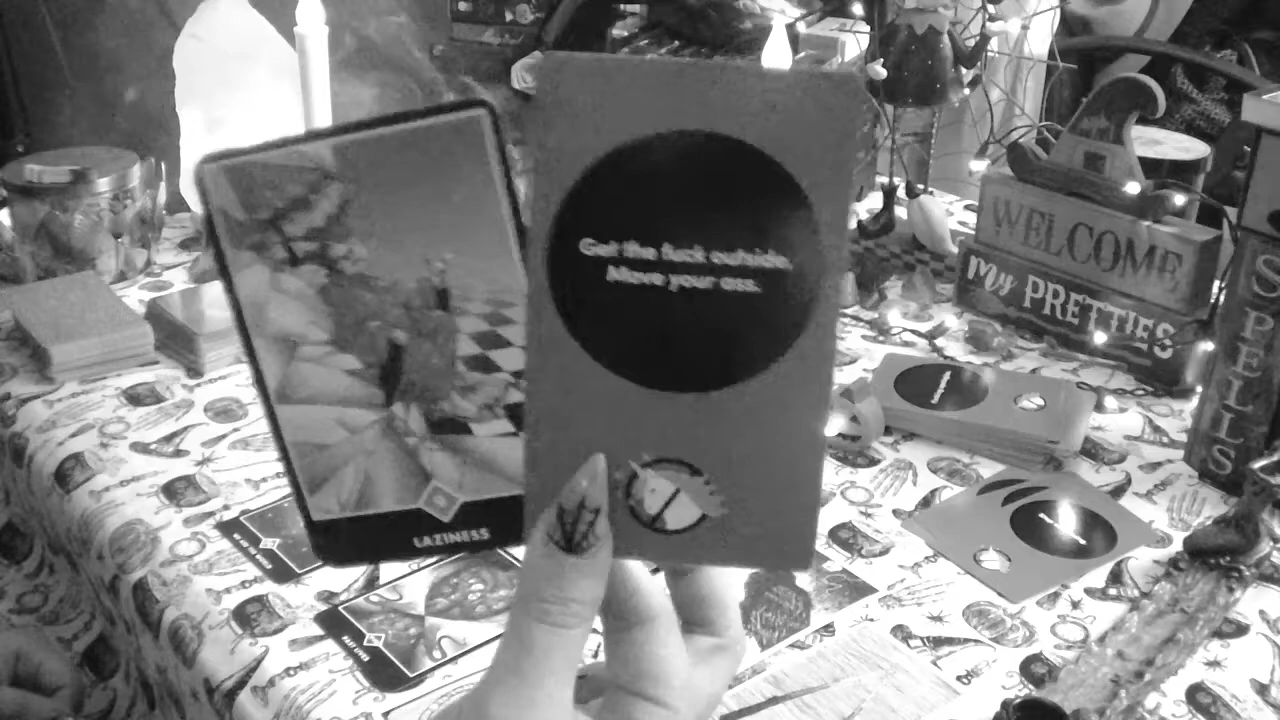 Get the fuck outside.
Move your ass.
LAZINESS
WELCOME
My PRETTIES
SPELLS